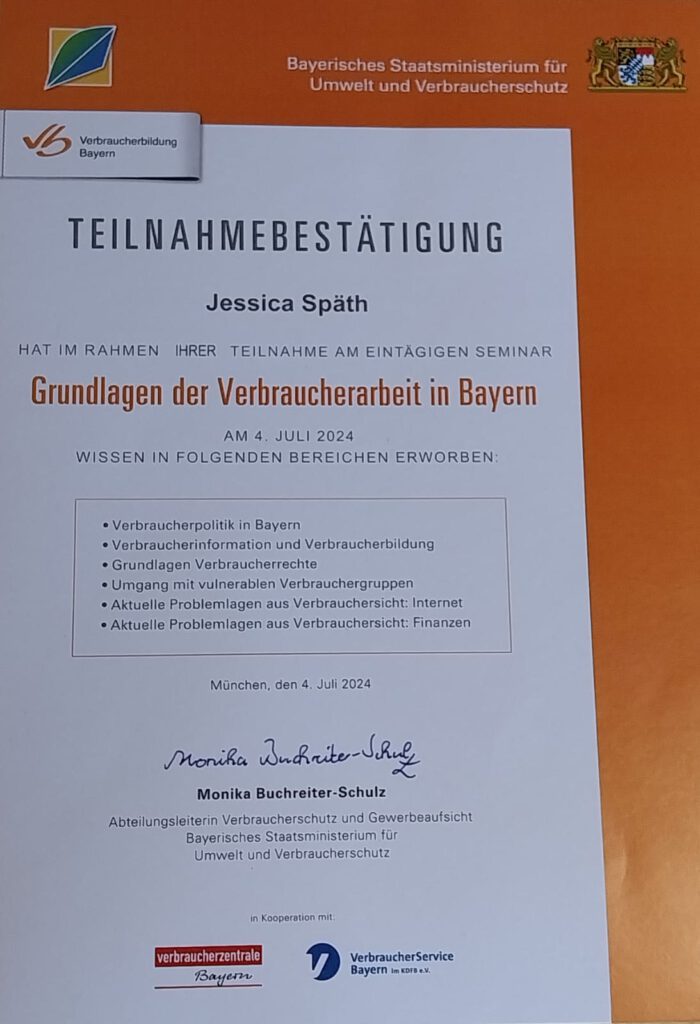 Bayerisches Staatsministerium für
Umwelt und Verbraucherschutz
Verbraucherbildung
Bayern
TEILNAHMEBESTÄTIGUNG
Jessica Späth
HAT IM RAHMEN IHRER TEILNAHME AM EINTÄGIGEN SEMINAR
Grundlagen der Verbraucherarbeit in Bayern
AM 4. JULI 2024
WISSEN IN FOLGENDEN BEREICHEN ERWORBEN:
• Verbraucherpolitik in Bayern
• Verbraucherinformation und Verbraucherbildung
• Grundlagen Verbraucherrechte
• Umgang mit vulnerablen Verbrauchergruppen
• Aktuelle Problemlagen aus Verbrauchersicht: Internet
• Aktuelle Problemlagen aus Verbrauchersicht: Finanzen
München, den 4. Juli 2024
Monika Buchreiter-Schulz
Monika Buchreiter-Schulz
Abteilungsleiterin Verbraucherschutz und Gewerbeaufsicht
Bayerisches Staatsministerium für
Umwelt und Verbraucherschutz
in Kooperation mit:
verbraucherzentrale
Bayern
VerbraucherService
Bayern im KDFB e.V.